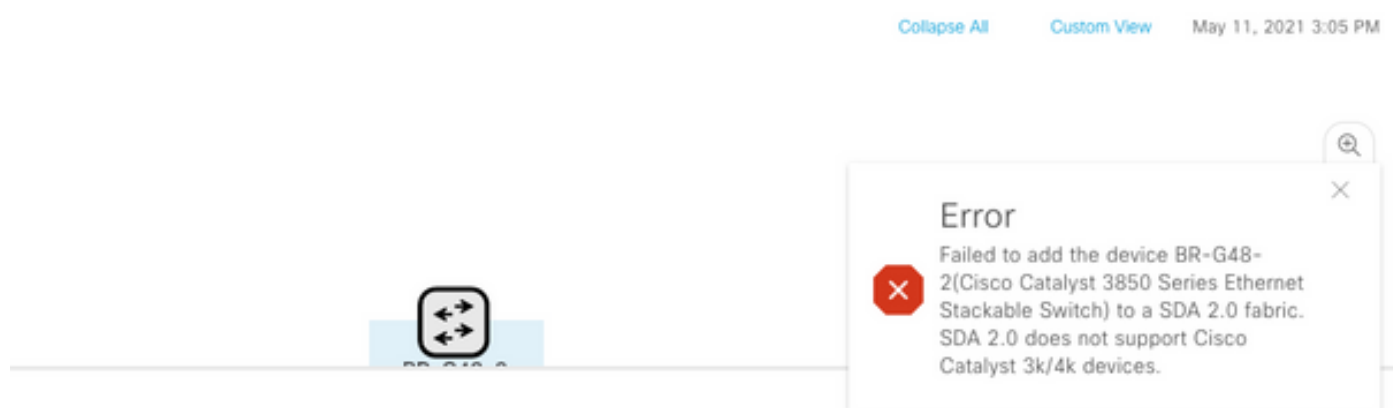 Collapse All Custom View May 11, 2021 3:05 PM
Error
Failed to add the device BR-G48-
2(Cisco Catalyst 3850 Series Ethernet
Stackable Switch) to a SDA 2.0 fabric.
SDA 2.0 does not support Cisco
Catalyst 3k/4k devices.